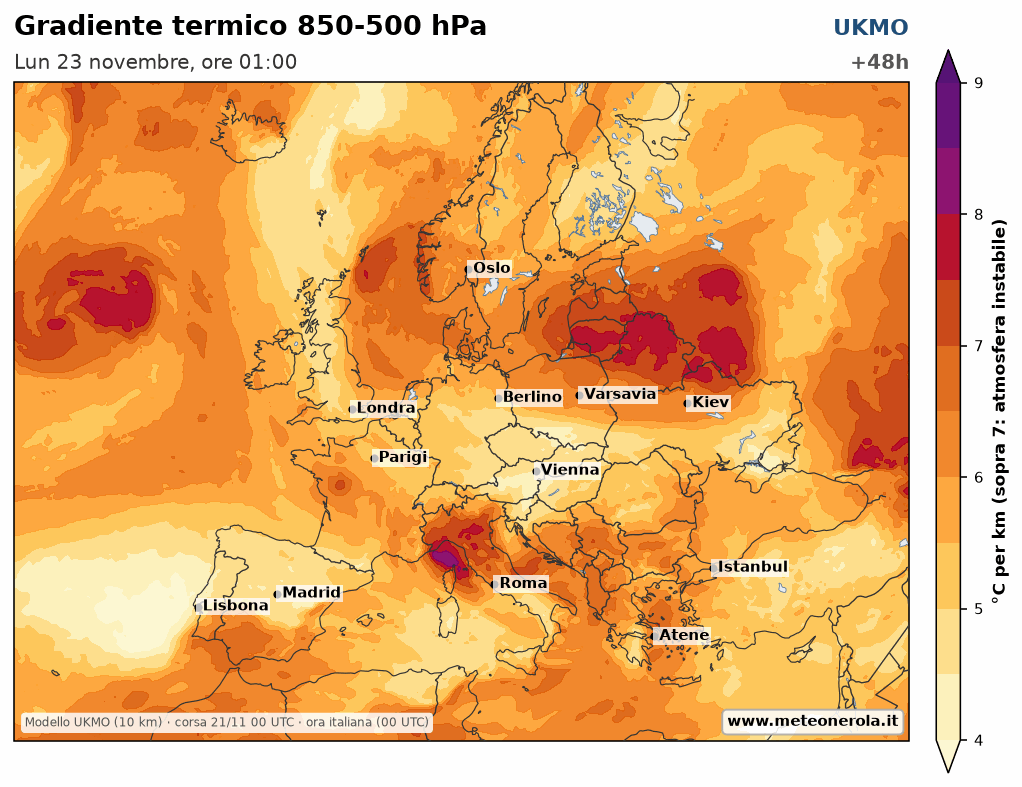 Gradiente termico 850-500 hPa
UKMO
Lun 23 novembre, ore 01:00
+48h
Oslo
Londra
Berlino
Varsavia
Kiev
Parigi
Vienna
Istanbul
Madrid
Roma
Lisbona
Atene
Modello UKMO (10 km) · corsa 21/11 00 UTC · ora italiana (00 UTC)
www.meteonerola.it
9
8
7
6
5
4
°C per km (sopra 7: atmosfera instabile)